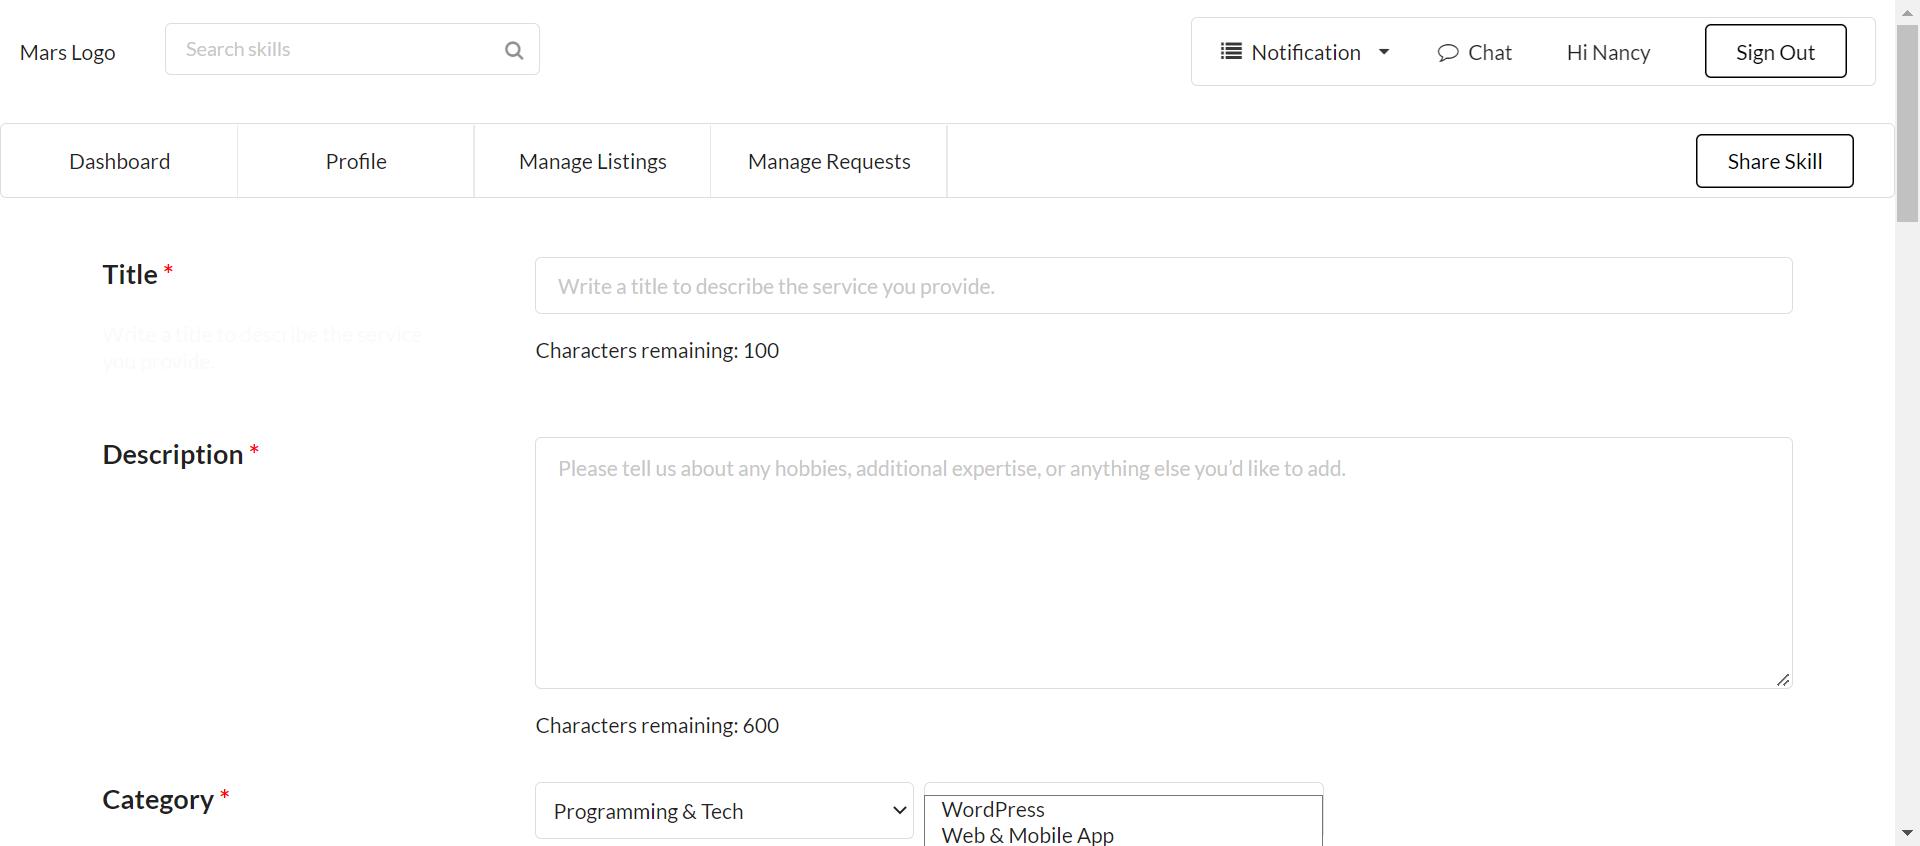 Mars Logo
Search skills
Notification
Chat
Hi Nancy
Sign Out
Dashboard
Profile
Manage Listings
Manage Requests
Share Skill
Title *
Write a title to describe the service you provide.
Write a title to describe the service
you provide.
Characters remaining: 100
Description *
Please tell us about any hobbies, additional expertise, or anything else you’d like to add.
Characters remaining: 600
Category *
Programming & Tech
WordPress
Web & Mobile App